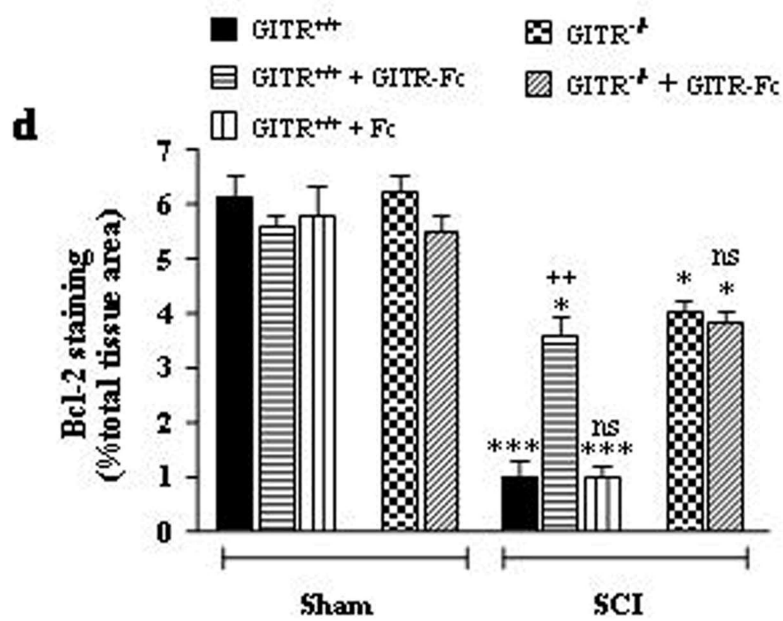 GITR+/+
GITR-/-
GITR+/+ + GITR-Fc
GITR-/- + GITR-Fc
GITR+/+ + Fc
d
Bcl-2 staining
(%total tissue area)
7
6
5
4
3
2
1
0
***
++
*
ns
***
*
ns
*
Sham
SCI